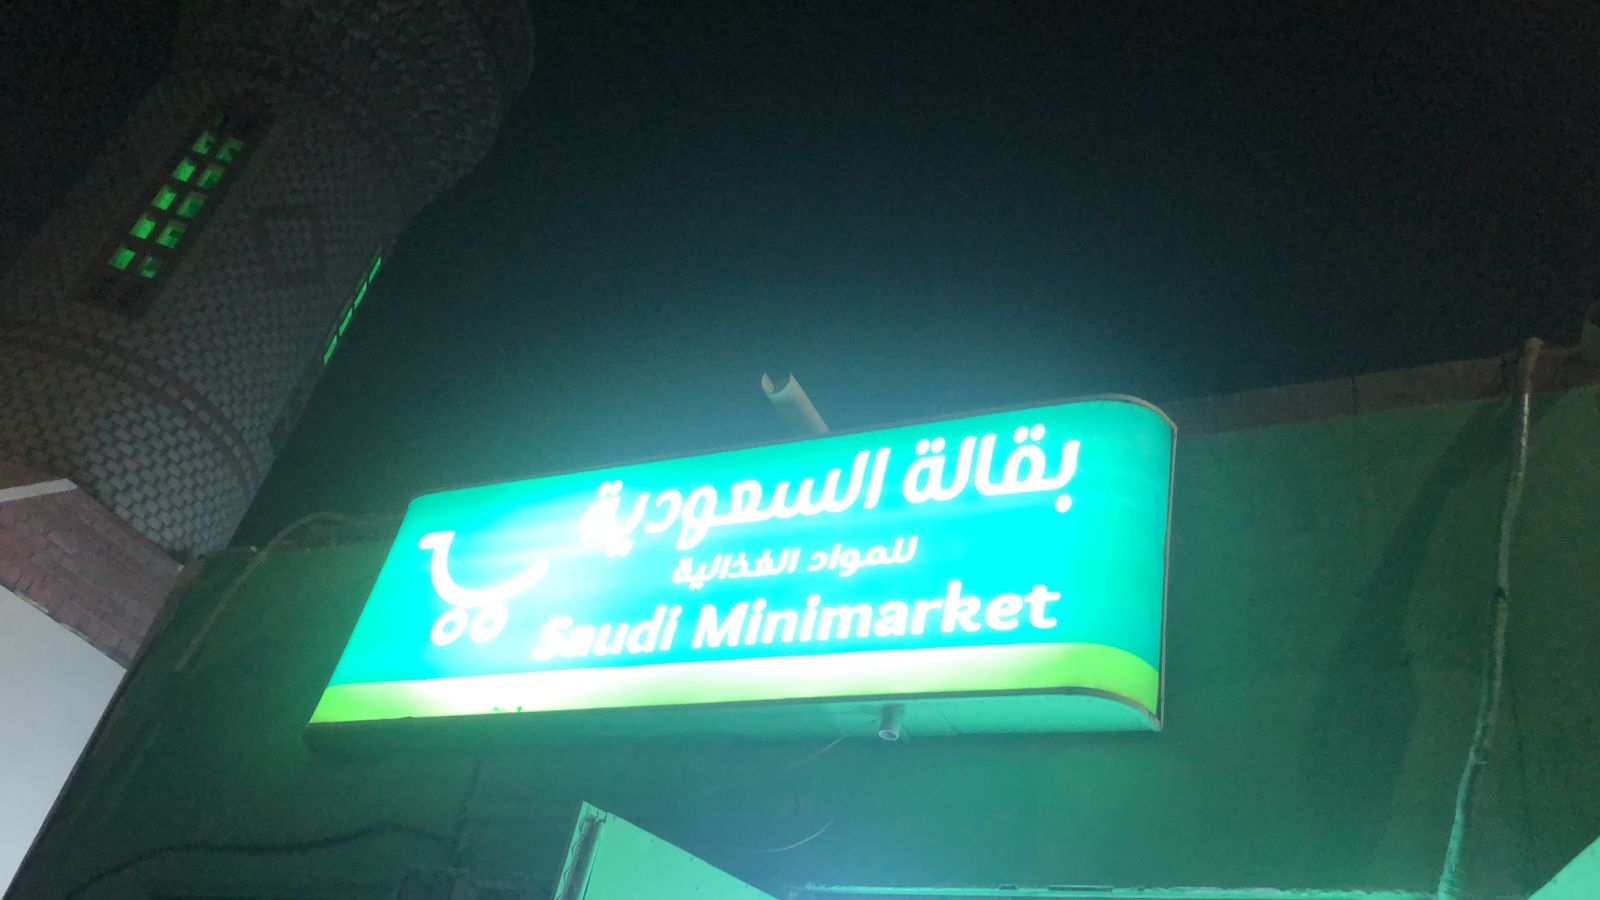 بقالة السعودية
للمواد الغذائية
Saudi Minimarket